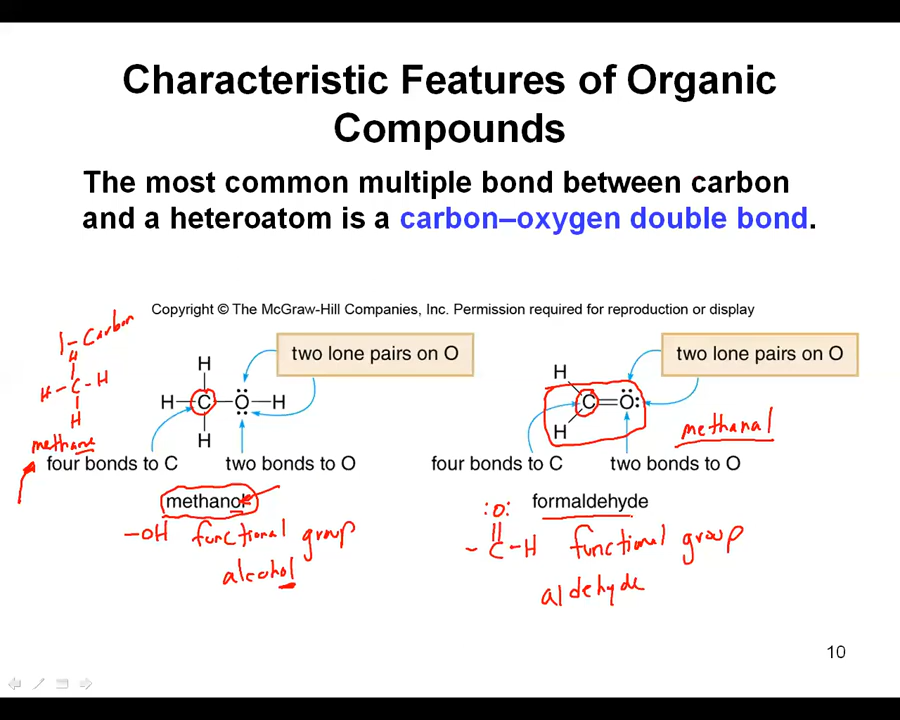 Characteristic Features of Organic
Compounds
The most common multiple bond between carbon
and a heteroatom is a carbon–oxygen double bond.
Copyright © The McGraw-Hill Companies, Inc. Permission required for reproduction or display
1-Carbon
H
H-C-H
H
methane
H
H—C—O—H
H
two lone pairs on O
four bonds to C
two bonds to O
methanol
-OH functional group
alcohol
H
C=O:
H
two lone pairs on O
methanal
four bonds to C
two bonds to O
formaldehyde
:O:
-C-H functional group
aldehyde
10